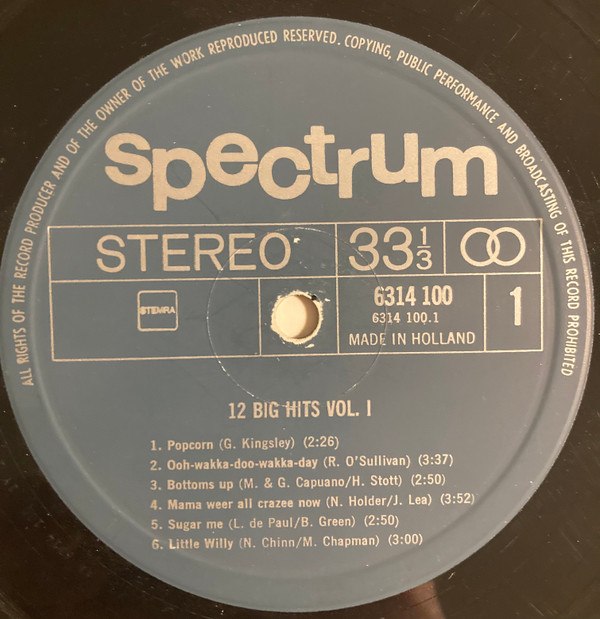 ALL RIGHTS OF THE RECORD PRODUCER AND OF THE OWNER OF THE WORK REPRODUCED RESERVED. COPYING, PUBLIC PERFORMANCE AND BROADCASTING OF THIS RECORD PROHIBITED
spectrum
STEREO 33 1/3
STEMRA
6314 100
6314 100.1
MADE IN HOLLAND
1
12 BIG HITS VOL. I
1. Popcorn (G. Kingsley) (2:26)
2. Ooh-wakka-doo-wakka-day (R. O'Sullivan) (3:37)
3. Bottoms up (M. & G. Capuano/H. Stott) (2:50)
4. Mama weer all crazee now (N. Holder/J. Lea) (3:52)
5. Sugar me (L. de Paul/B. Green) (2:50)
6. Little Willy (N. Chinn/M. Chapman) (3:00)